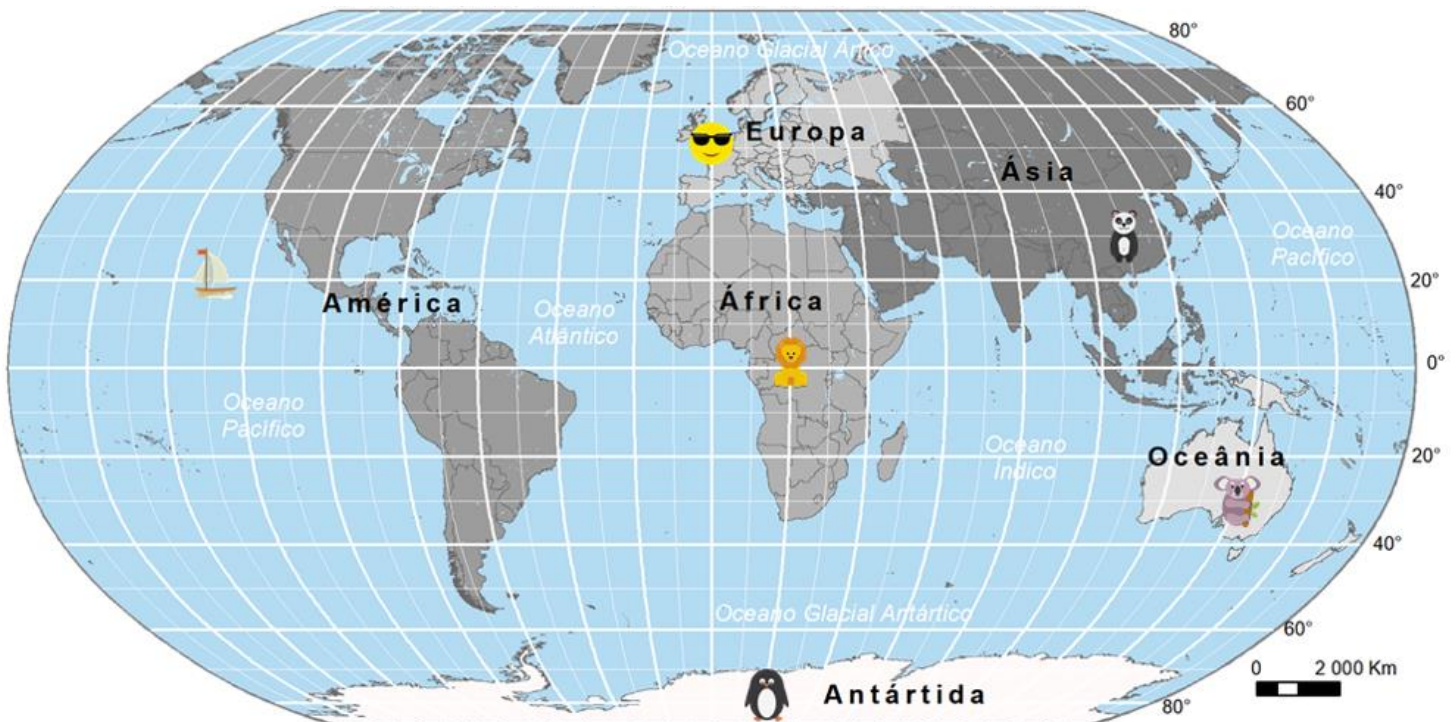 80°
Oceano Glacial Ártico
60°
Europa
Ásia
40°
Oceano
Pacífico
20°
América
África
Oceano
Atlântico
0°
Oceano
Pacífico
Oceano
Índico
Oceânia
20°
40°
Oceano Glacial Antártico
60°
0 2 000 Km
Antártida
80°